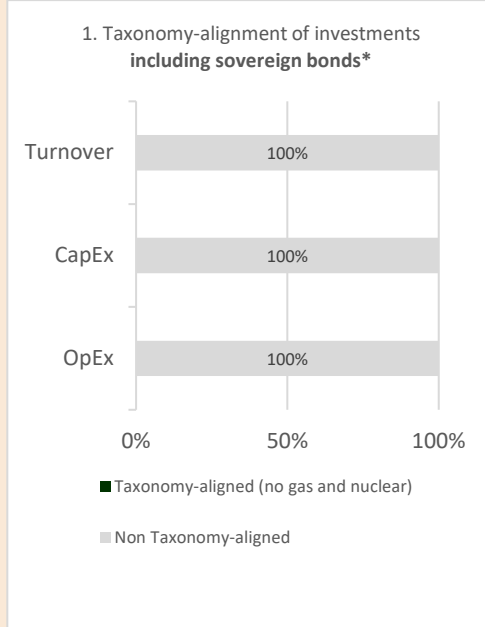 1. Taxonomy-alignment of investments
including sovereign bonds*
Turnover
100%
CapEx
100%
OpEx
100%
0%
50%
100%
Taxonomy-aligned (no gas and nuclear)
Non Taxonomy-aligned